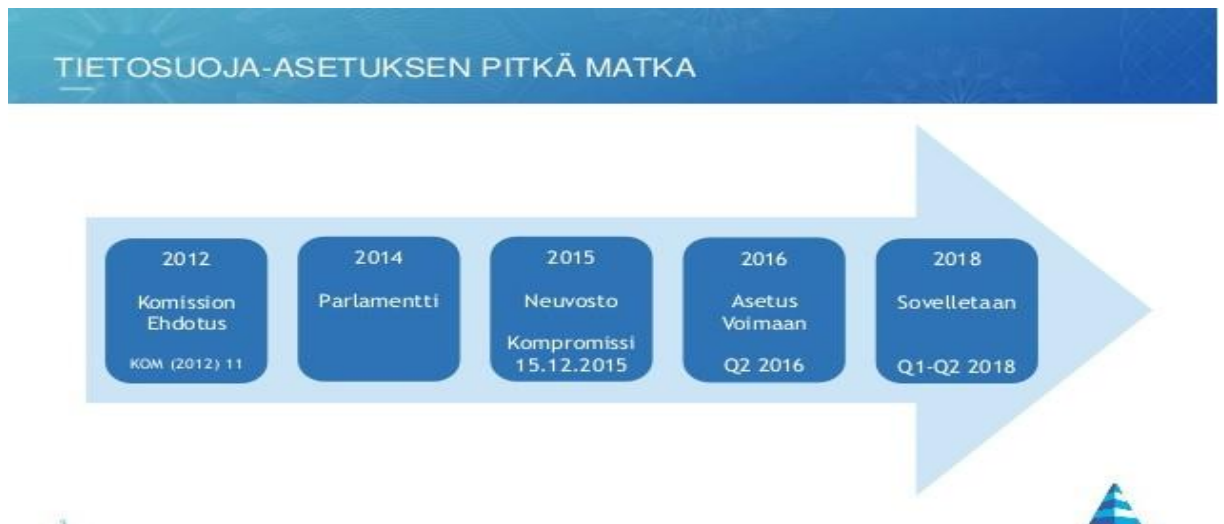 TIETOSUOJA-ASETUKSEN PITKÄ MATKA
2012
Komission
Ehdotus
KOM (2012) 11
2014
Parlamentti
2015
Neuvosto
Kompromissi
15.12.2015
2016
Asetus
Voimaan
Q2 2016
2018
Sovelletaan
Q1-Q2 2018